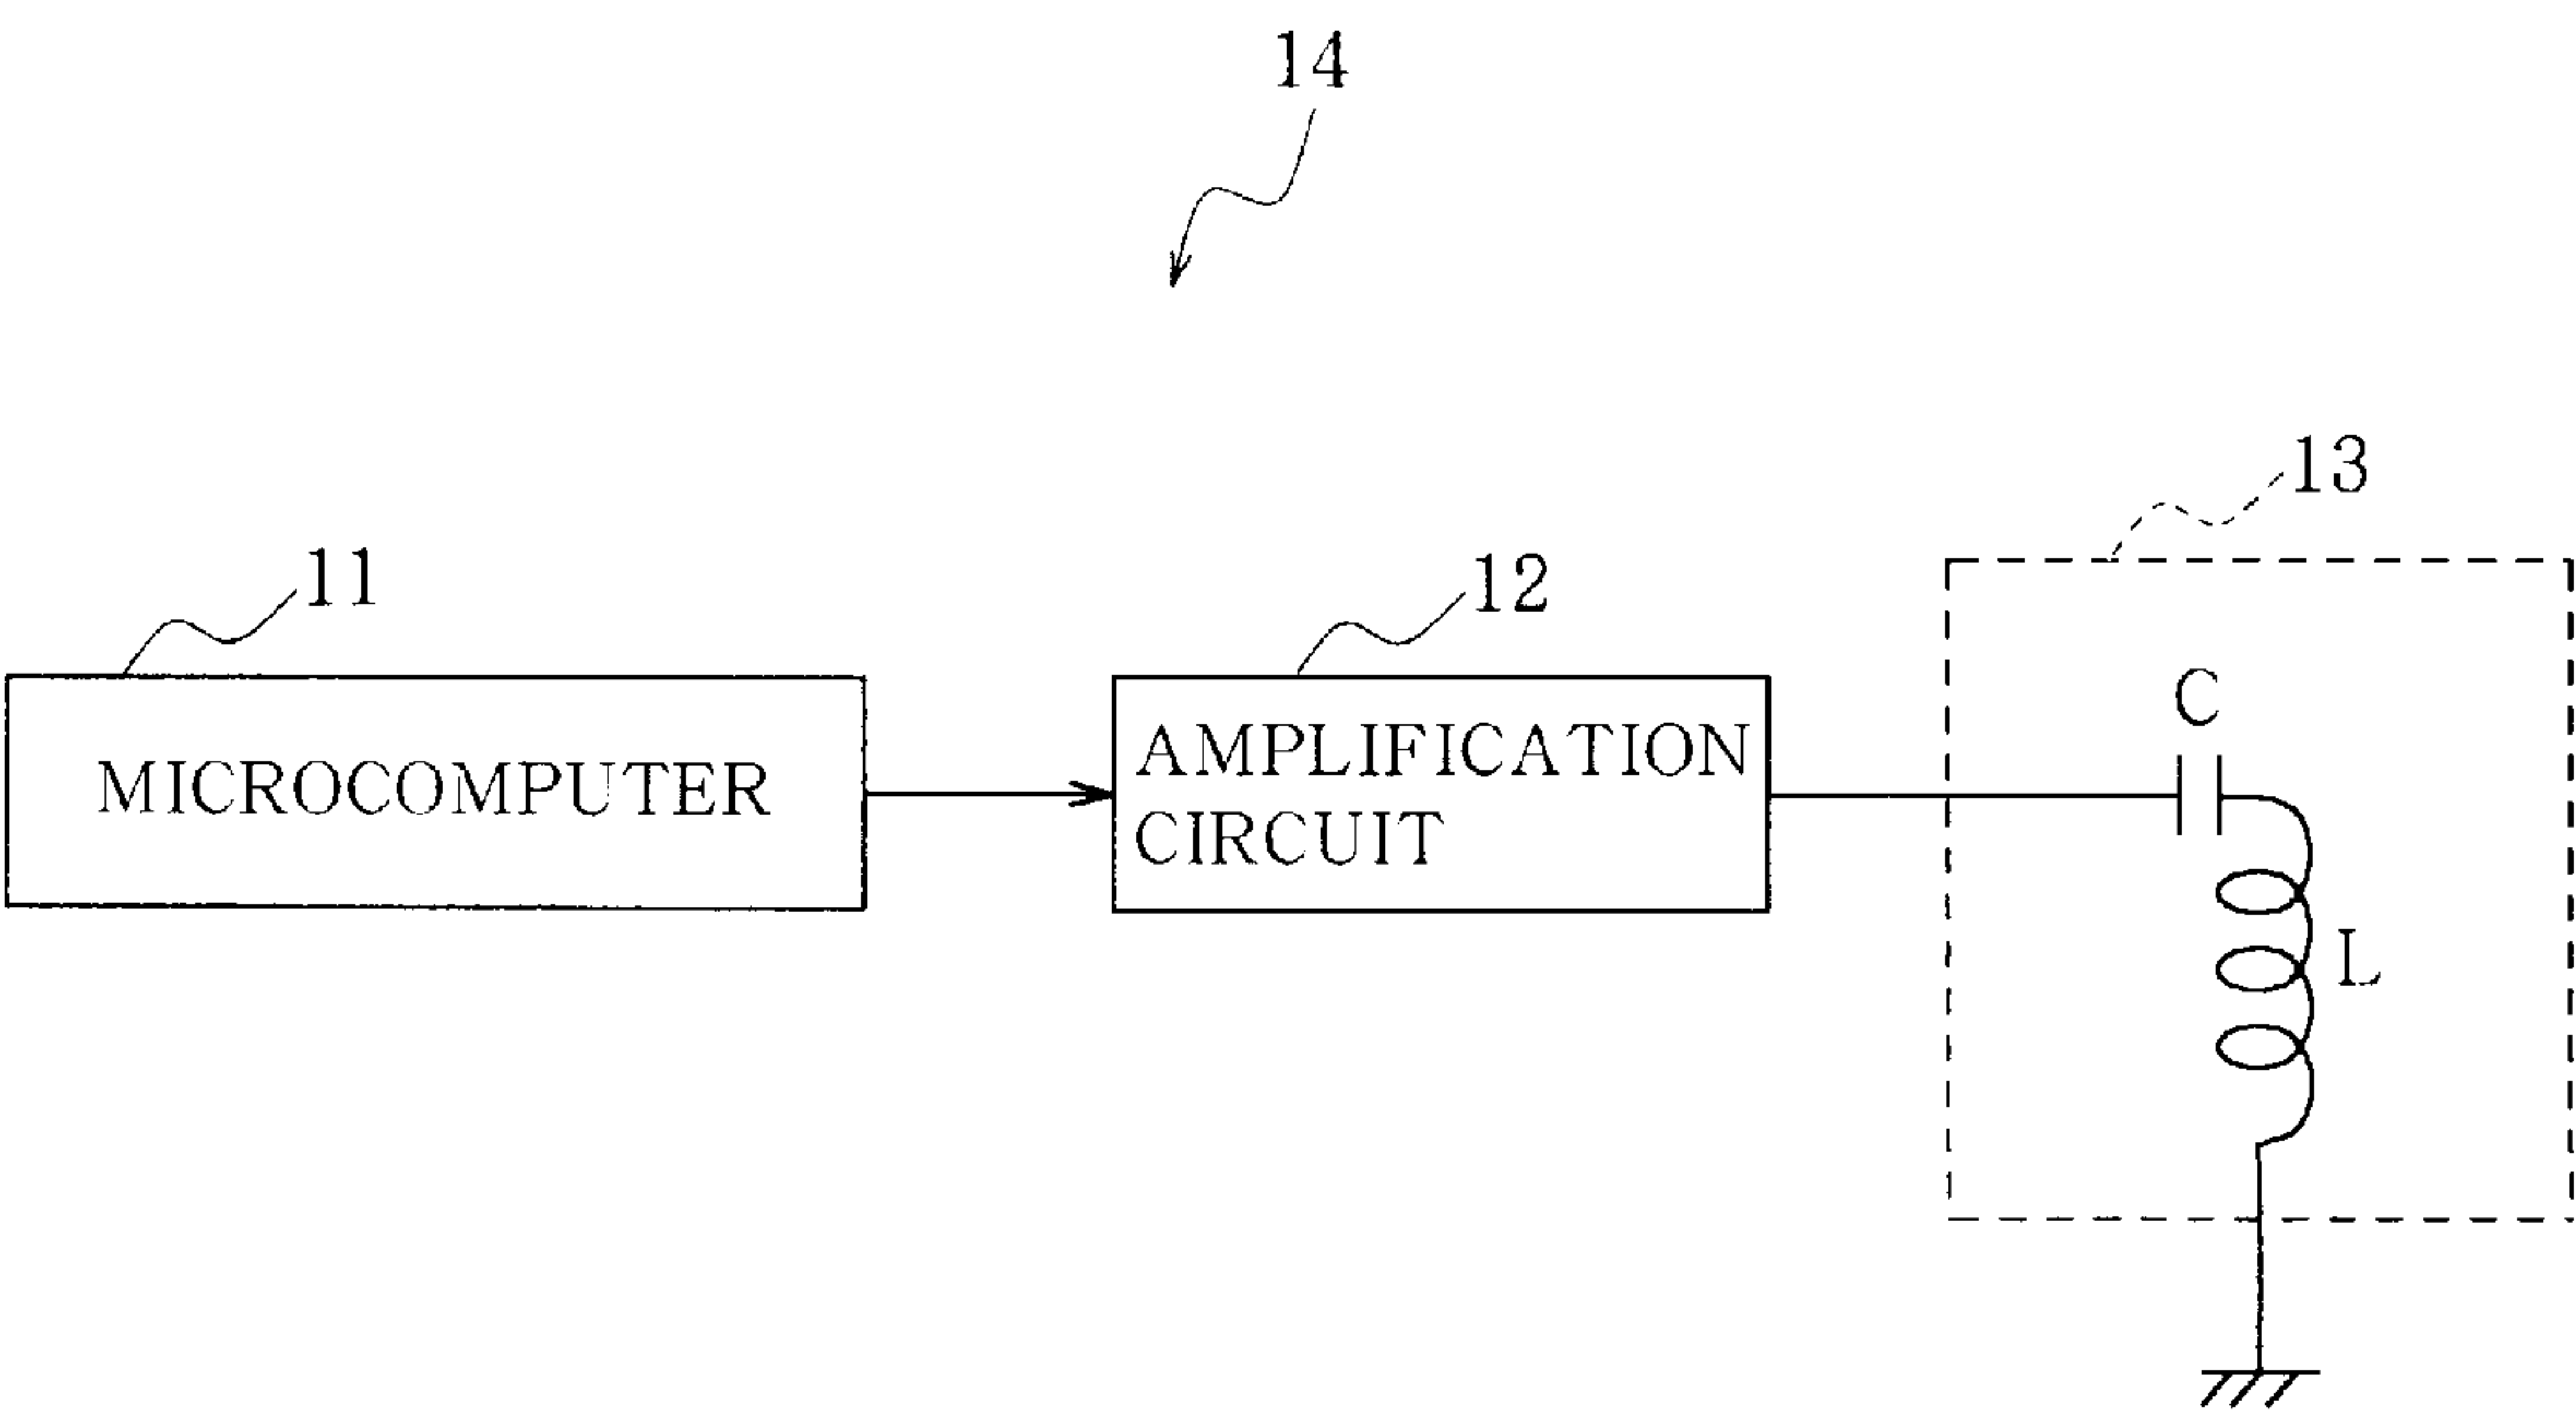 14
13
11
12
C
MICROCOMPUTER
AMPLIFICATION
CIRCUIT
L